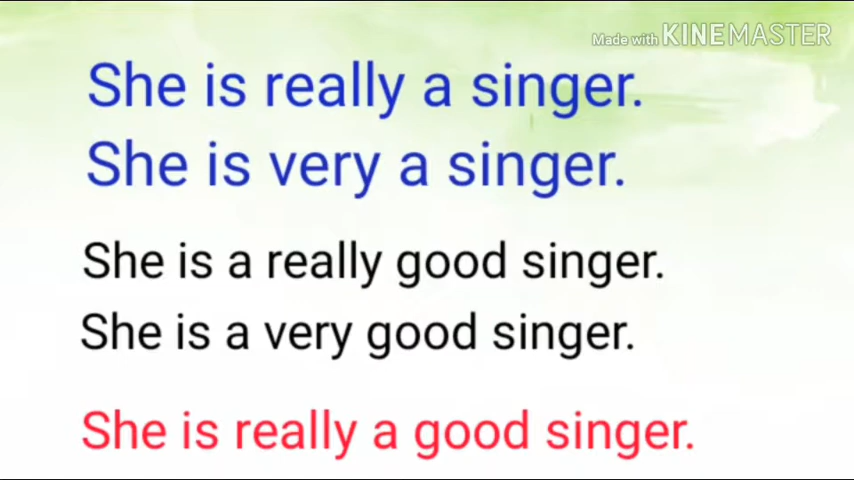 Made with KINEMASTER
She is really a singer.
She is very a singer.
She is a really good singer.
She is a very good singer.
She is really a good singer.